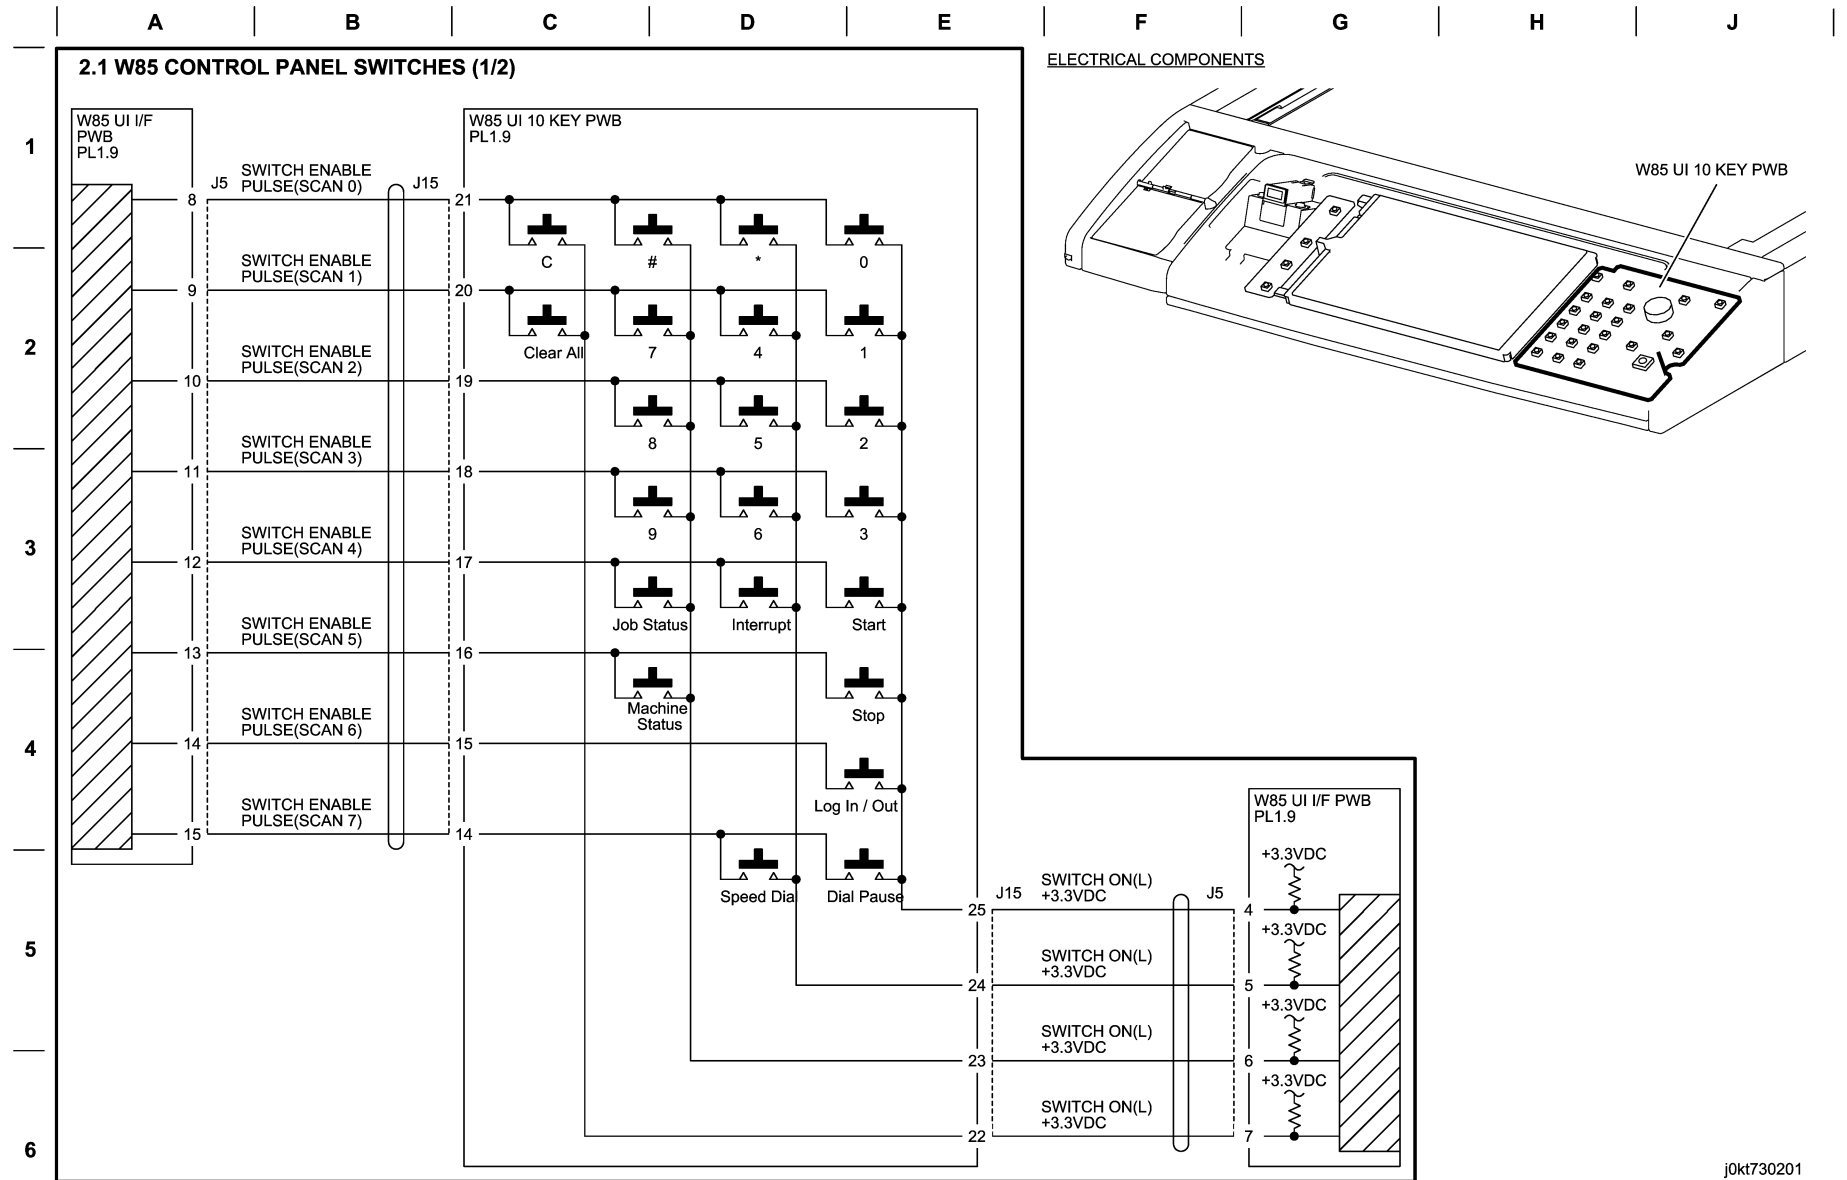 A B C D E F G H J
2.1 W85 CONTROL PANEL SWITCHES (1/2)
ELECTRICAL COMPONENTS
W85 UI 10 KEY PWB
1
2
3
4
5
6
W85 UI I/F
PWB
PL1.9
W85 UI 10 KEY PWB
PL1.9
J5
J15
SWITCH ENABLE
PULSE(SCAN 0)
8
21
C # * 0
SWITCH ENABLE
PULSE(SCAN 1)
9
20
Clear All 7 4 1
SWITCH ENABLE
PULSE(SCAN 2)
10
19
8 5 2
SWITCH ENABLE
PULSE(SCAN 3)
11
18
9 6 3
SWITCH ENABLE
PULSE(SCAN 4)
12
17
Job Status Interrupt Start
SWITCH ENABLE
PULSE(SCAN 5)
13
16
Machine
Status
Stop
SWITCH ENABLE
PULSE(SCAN 6)
14
15
Log In / Out
SWITCH ENABLE
PULSE(SCAN 7)
15
14
Speed Dial Dial Pause
W85 UI I/F PWB
PL1.9
J15
J5
SWITCH ON(L)
+3.3VDC
25
4
+3.3VDC
SWITCH ON(L)
+3.3VDC
24
5
+3.3VDC
SWITCH ON(L)
+3.3VDC
23
6
+3.3VDC
SWITCH ON(L)
+3.3VDC
22
7
+3.3VDC
j0kt730201